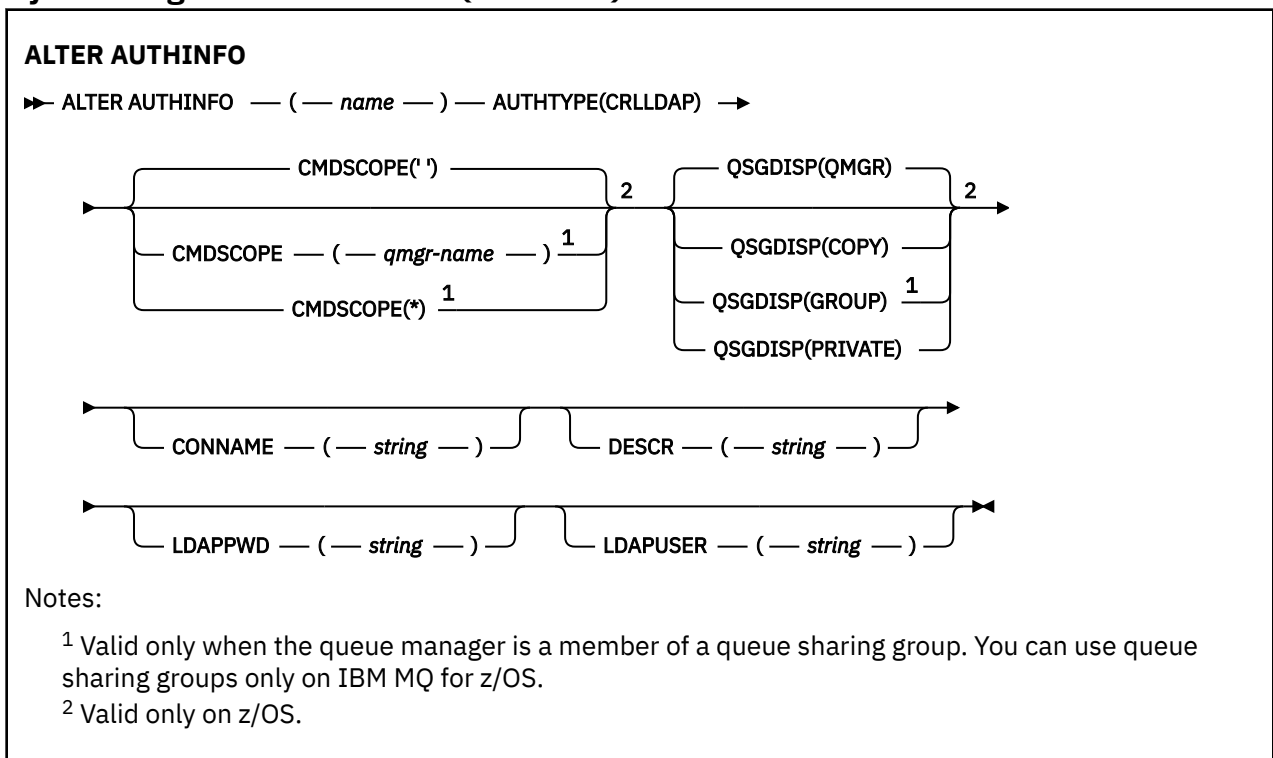 ALTER AUTHINFO
ALTER AUTHINFO — ( — name — ) — AUTHTYPE(CRLLDAP)
CMDSCOPE(' ') 2 QSGDISP(QMGR) 2
CMDSCOPE — ( — qmgr-name — ) 1 QSGDISP(COPY)
CMDSCOPE(*) 1 QSGDISP(GROUP) 1
QSGDISP(PRIVATE)
CONNAME — ( — string — ) DESCR — ( — string — )
LDAPPWD — ( — string — ) LDAPUSER — ( — string — )
Notes:
1 Valid only when the queue manager is a member of a queue sharing group. You can use queue
sharing groups only on IBM MQ for z/OS.
2 Valid only on z/OS.